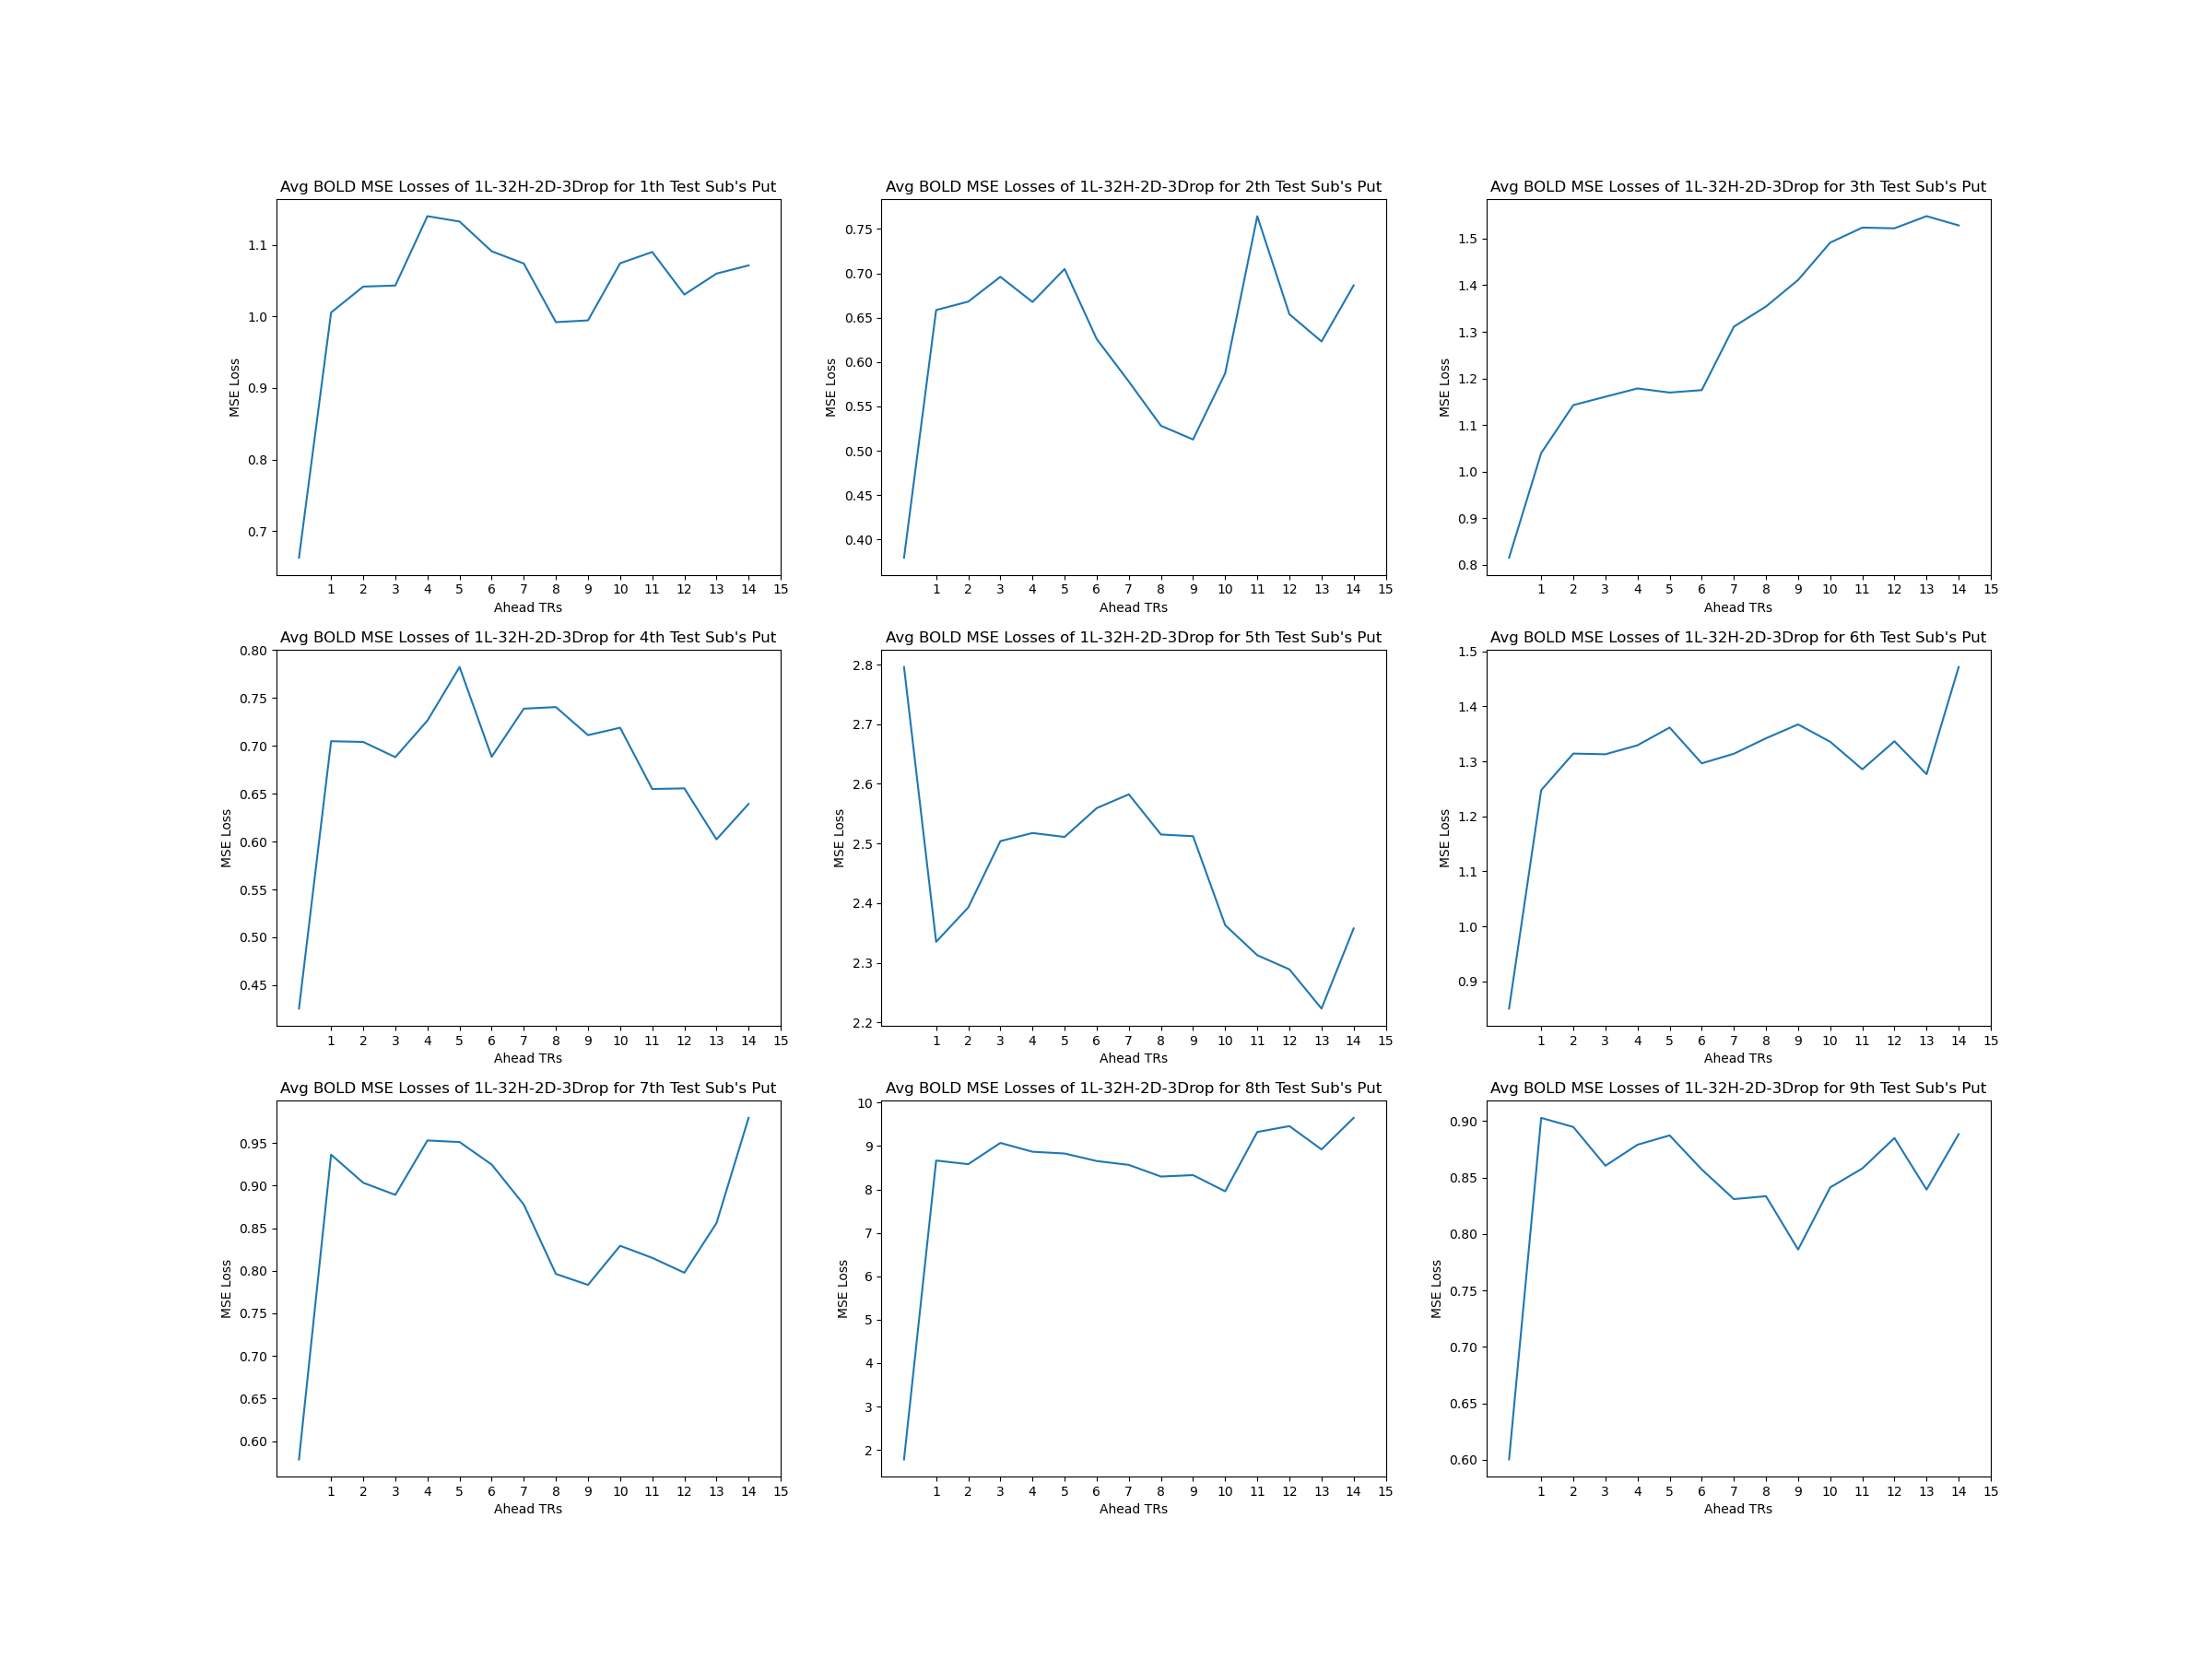 Avg BOLD MSE Losses of 1L-32H-2D-3Drop for 1th Test Sub's Put
1.1
1.0
0.9
0.8
0.7
MSE Loss
1 2 3 4 5 6 7 8 9 10 11 12 13 14 15
Ahead TRs
Avg BOLD MSE Losses of 1L-32H-2D-3Drop for 2th Test Sub's Put
0.75
0.70
0.65
0.60
0.55
0.50
0.45
0.40
MSE Loss
1 2 3 4 5 6 7 8 9 10 11 12 13 14 15
Ahead TRs
Avg BOLD MSE Losses of 1L-32H-2D-3Drop for 3th Test Sub's Put
1.5
1.4
1.3
1.2
1.1
1.0
0.9
0.8
MSE Loss
1 2 3 4 5 6 7 8 9 10 11 12 13 14 15
Ahead TRs
Avg BOLD MSE Losses of 1L-32H-2D-3Drop for 4th Test Sub's Put
0.80
0.75
0.70
0.65
0.60
0.55
0.50
0.45
MSE Loss
1 2 3 4 5 6 7 8 9 10 11 12 13 14 15
Ahead TRs
Avg BOLD MSE Losses of 1L-32H-2D-3Drop for 5th Test Sub's Put
2.8
2.7
2.6
2.5
2.4
2.3
2.2
MSE Loss
1 2 3 4 5 6 7 8 9 10 11 12 13 14 15
Ahead TRs
Avg BOLD MSE Losses of 1L-32H-2D-3Drop for 6th Test Sub's Put
1.5
1.4
1.3
1.2
1.1
1.0
0.9
MSE Loss
1 2 3 4 5 6 7 8 9 10 11 12 13 14 15
Ahead TRs
Avg BOLD MSE Losses of 1L-32H-2D-3Drop for 7th Test Sub's Put
0.95
0.90
0.85
0.80
0.75
0.70
0.65
0.60
MSE Loss
1 2 3 4 5 6 7 8 9 10 11 12 13 14 15
Ahead TRs
Avg BOLD MSE Losses of 1L-32H-2D-3Drop for 8th Test Sub's Put
10
9
8
7
6
5
4
3
2
MSE Loss
1 2 3 4 5 6 7 8 9 10 11 12 13 14 15
Ahead TRs
Avg BOLD MSE Losses of 1L-32H-2D-3Drop for 9th Test Sub's Put
0.90
0.85
0.80
0.75
0.70
0.65
0.60
MSE Loss
1 2 3 4 5 6 7 8 9 10 11 12 13 14 15
Ahead TRs